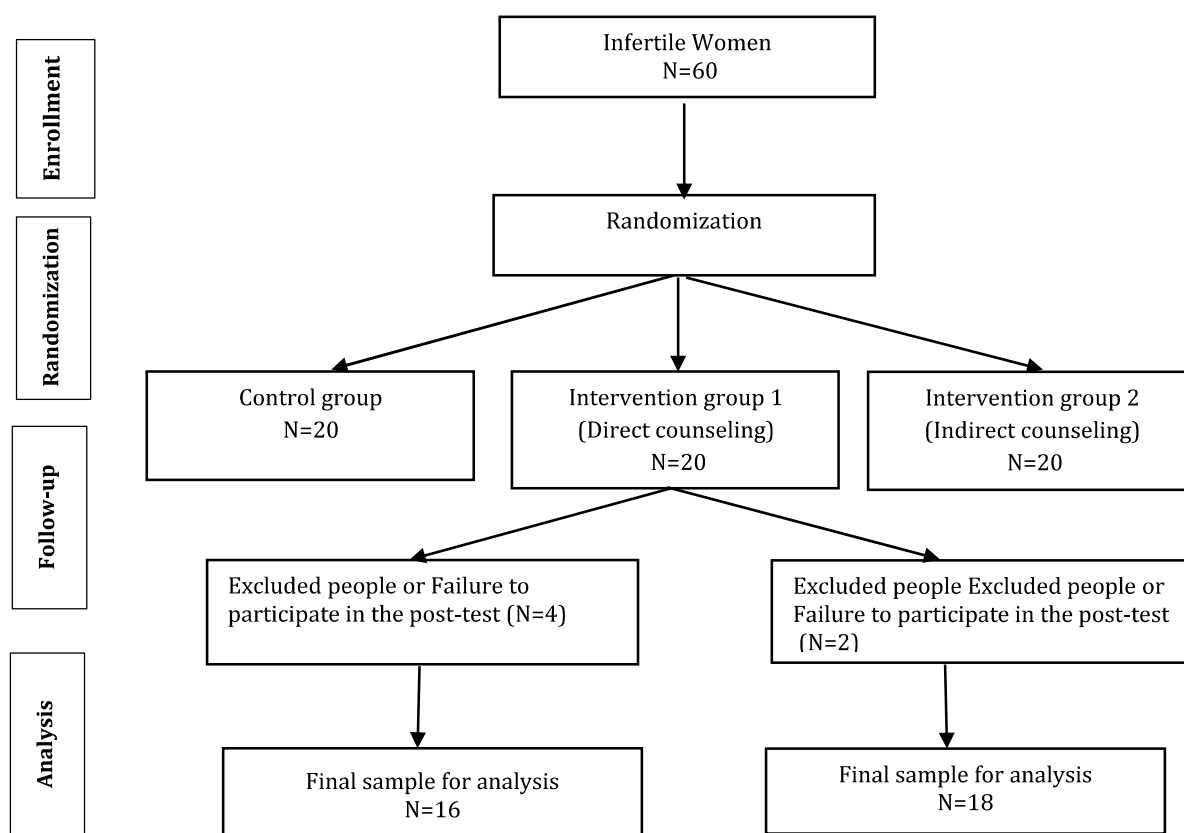 Enrollment
Infertile Women
N=60
Randomization
Randomization
Control group
N=20
Intervention group 1
(Direct counseling)
N=20
Intervention group 2
(Indirect counseling)
N=20
Follow-up
Excluded people or Failure to
participate in the post-test (N=4)
Excluded people Excluded people or
Failure to participate in the post-test
(N=2)
Analysis
Final sample for analysis
N=16
Final sample for analysis
N=18